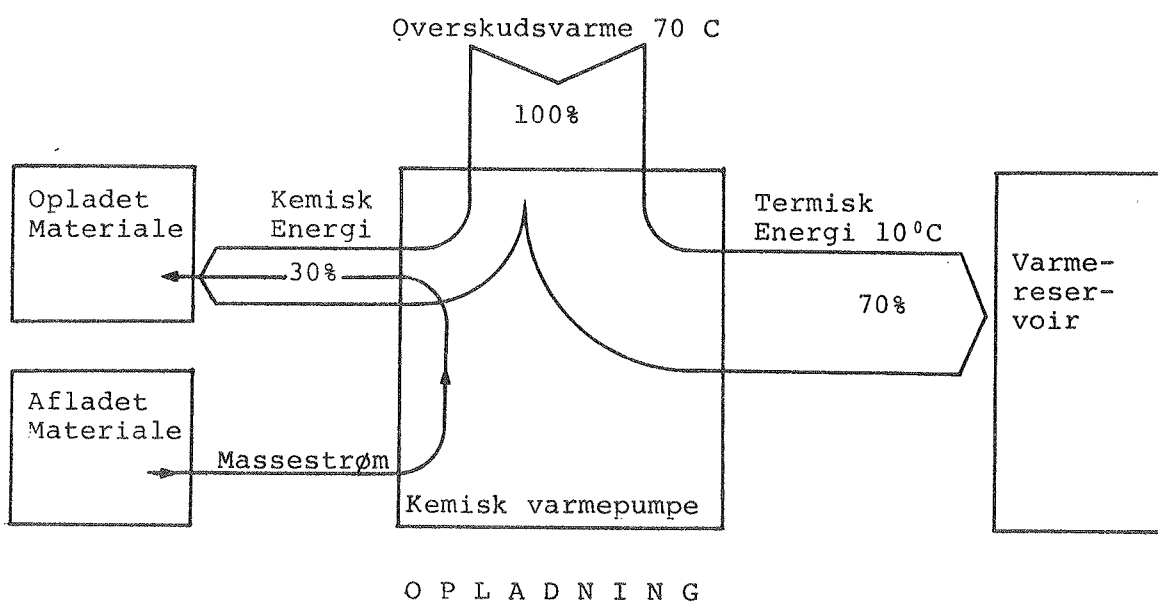 Overskudsvarme 70 C
100%
Opladet
Materiale
Kemisk
Energi
30%
Termisk
Energi 10⁰C
70%
Varme-
reser-
voir
Afladet
Materiale
Massestrøm
Kemisk varmepumpe
O P L A D N I N G